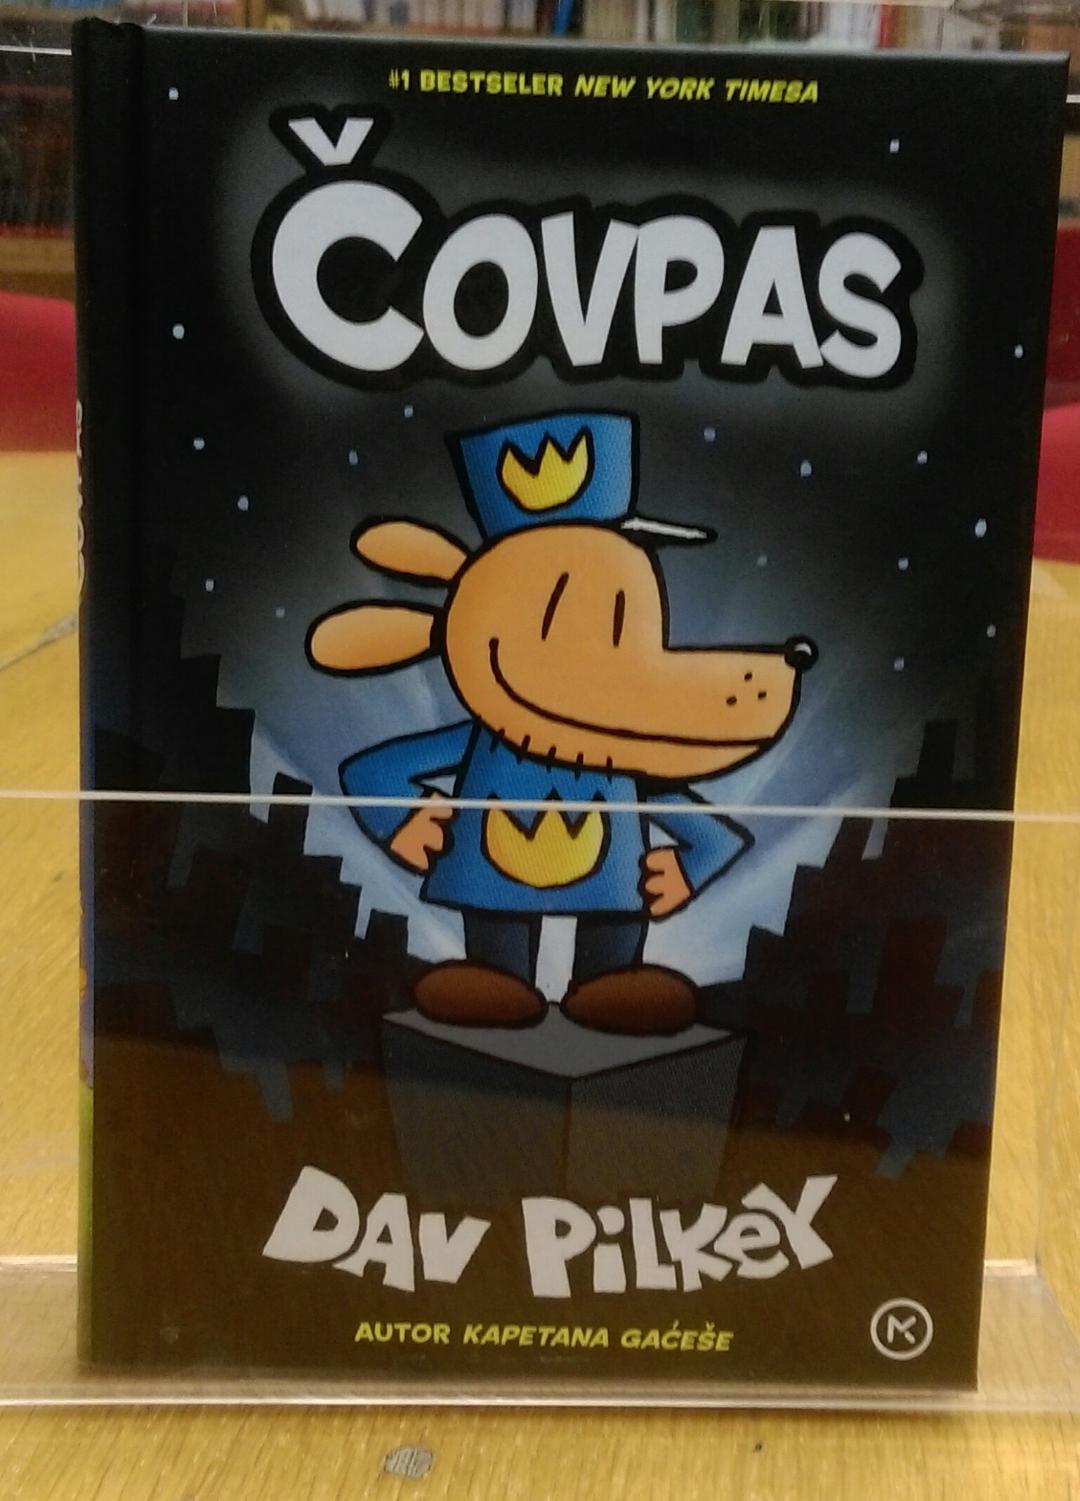 #1 BESTSELER NEW YORK TIMESA
ČOVPAS
DAV PILKEY
AUTOR KAPETANA GAĆEŠE